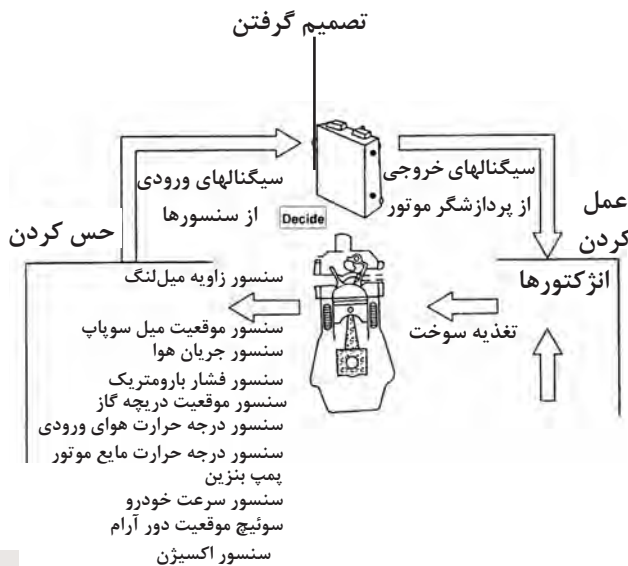 تصمیم گرفتن
سیگنالهای ورودی
از سنسورها
Decide
سیگنالهای خروجی
از پردازشگر موتور
عمل
کردن
حس کردن
انژکتورها
تغذیه سوخت
سنسور زاویه میل‌لنگ
سنسور موقعیت میل سوپاپ
سنسور جریان هوا
سنسور فشار بارومتریک
سنسور موقعیت دریچه گاز
سنسور درجه حرارت هوای ورودی
سنسور درجه حرارت مایع موتور
پمپ بنزین
سنسور سرعت خودرو
سوئیچ موقعیت دور آرام
سنسور اکسیژن